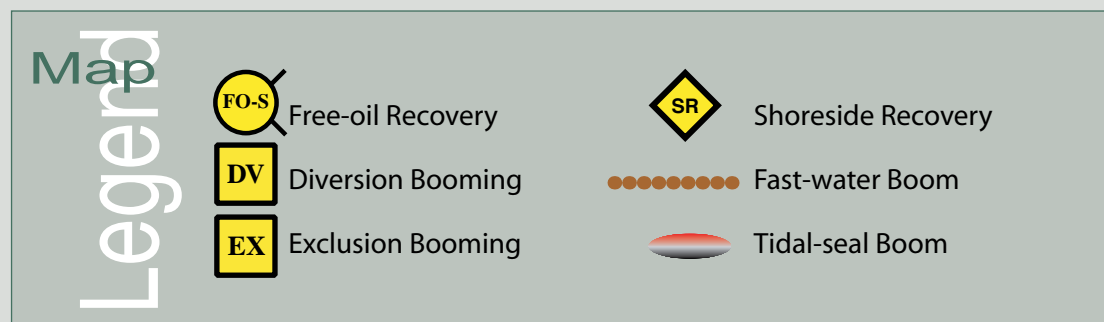 Map
Legend
FO-S Free-oil Recovery
DV Diversion Booming
EX Exclusion Booming
SR Shoreside Recovery
Fast-water Boom
Tidal-seal Boom